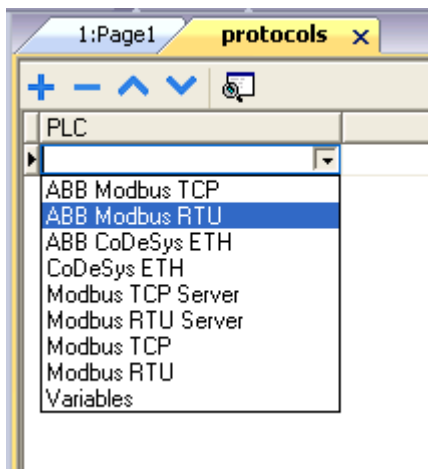 1:Page1 protocols
PLC
ABB Modbus TCP
ABB Modbus RTU
ABB CoDeSys ETH
CoDeSys ETH
Modbus TCP Server
Modbus RTU Server
Modbus TCP
Modbus RTU
Variables